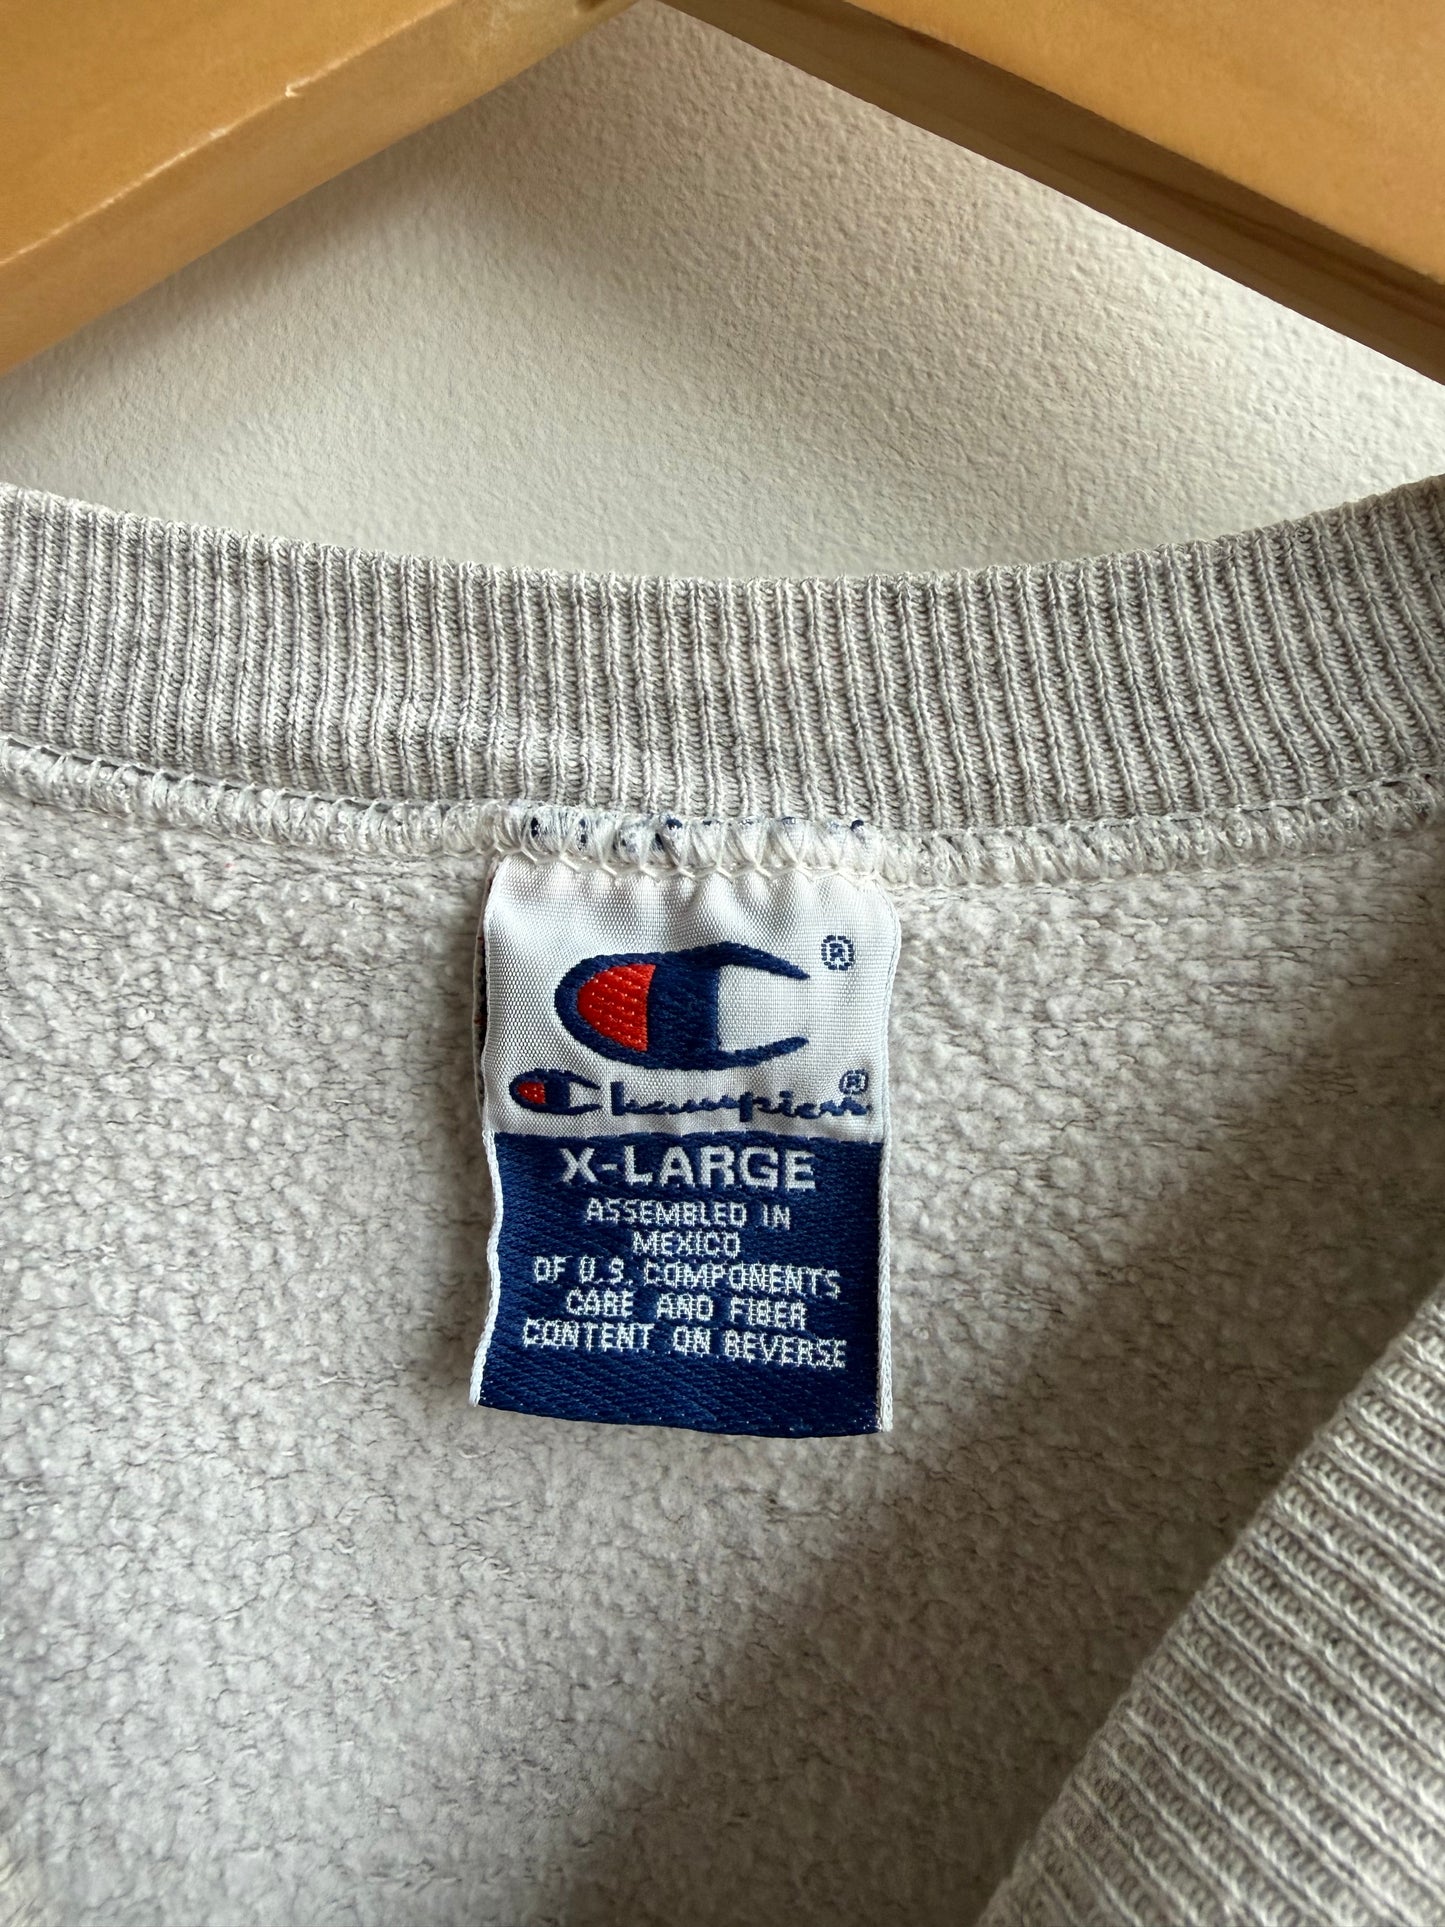 ®
Champion®
X-LARGE
ASSEMBLED IN
MEXICO
OF U.S. COMPONENTS
CARE AND FIBER
CONTENT ON REVERSE